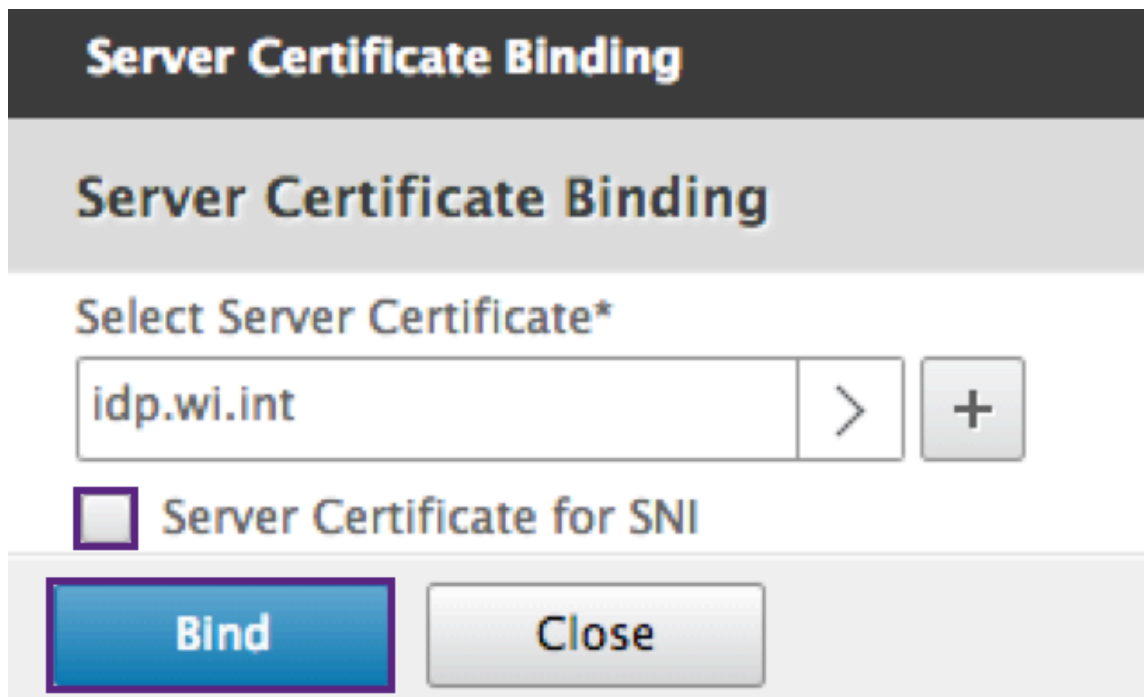 Server Certificate Binding
Server Certificate Binding
Select Server Certificate*
idp.wi.int > +
Server Certificate for SNI
Bind Close